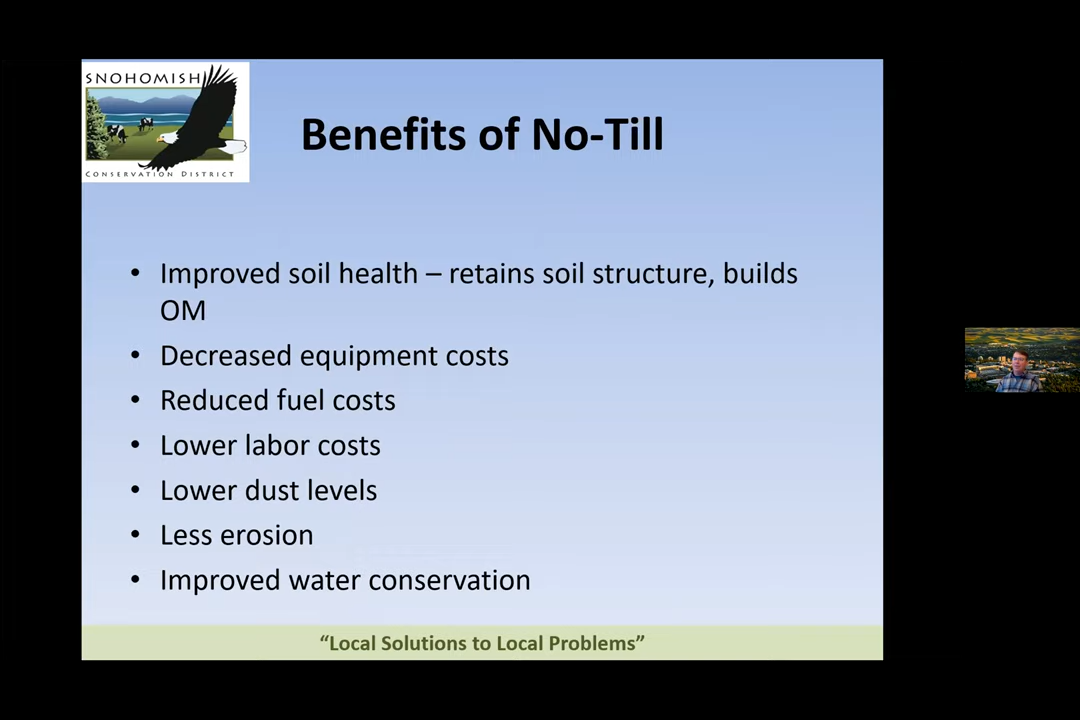 SNOHOMISH
CONSERVATION DISTRICT
Benefits of No-Till
• Improved soil health – retains soil structure, builds
OM
• Decreased equipment costs
• Reduced fuel costs
• Lower labor costs
• Lower dust levels
• Less erosion
• Improved water conservation
“Local Solutions to Local Problems”